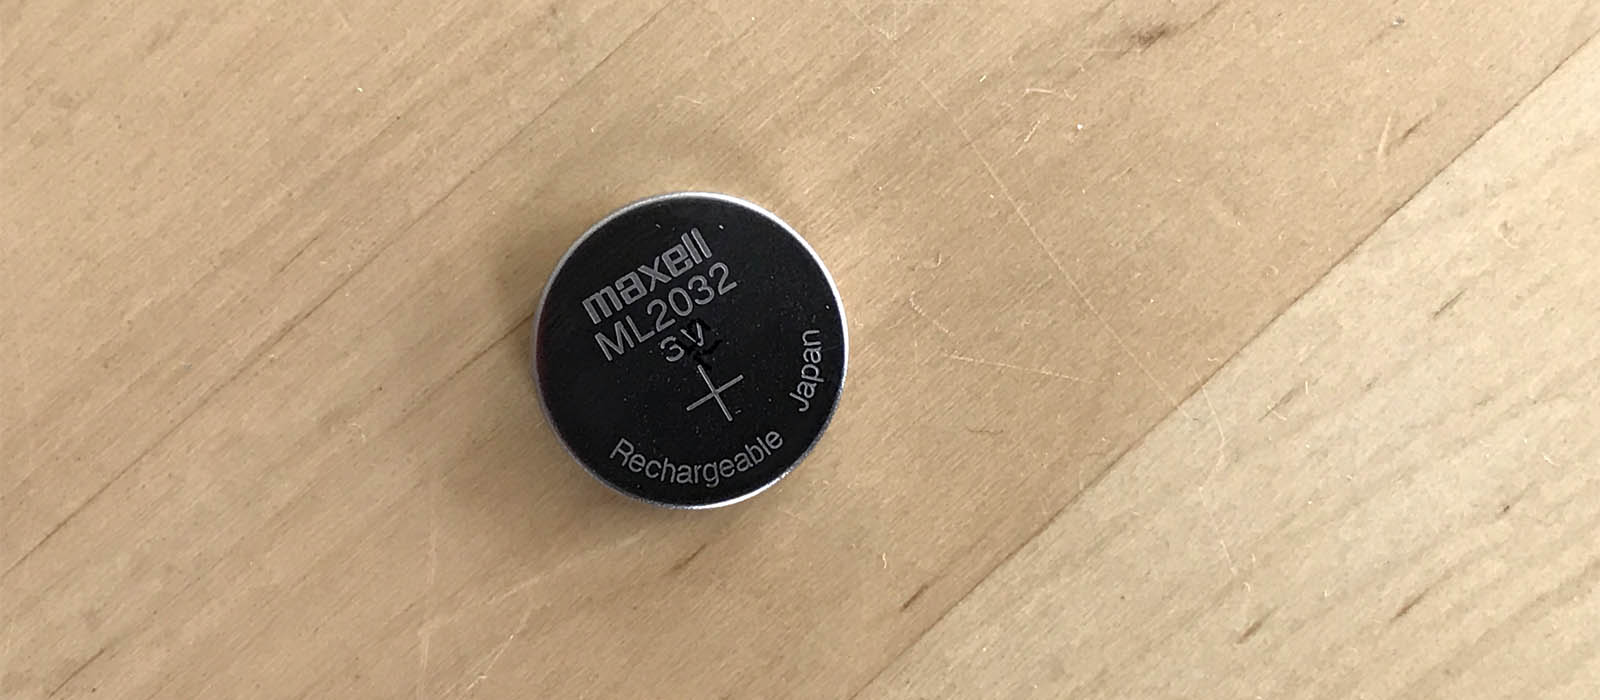 maxell
ML2032
3V
+
Rechargeable
Japan